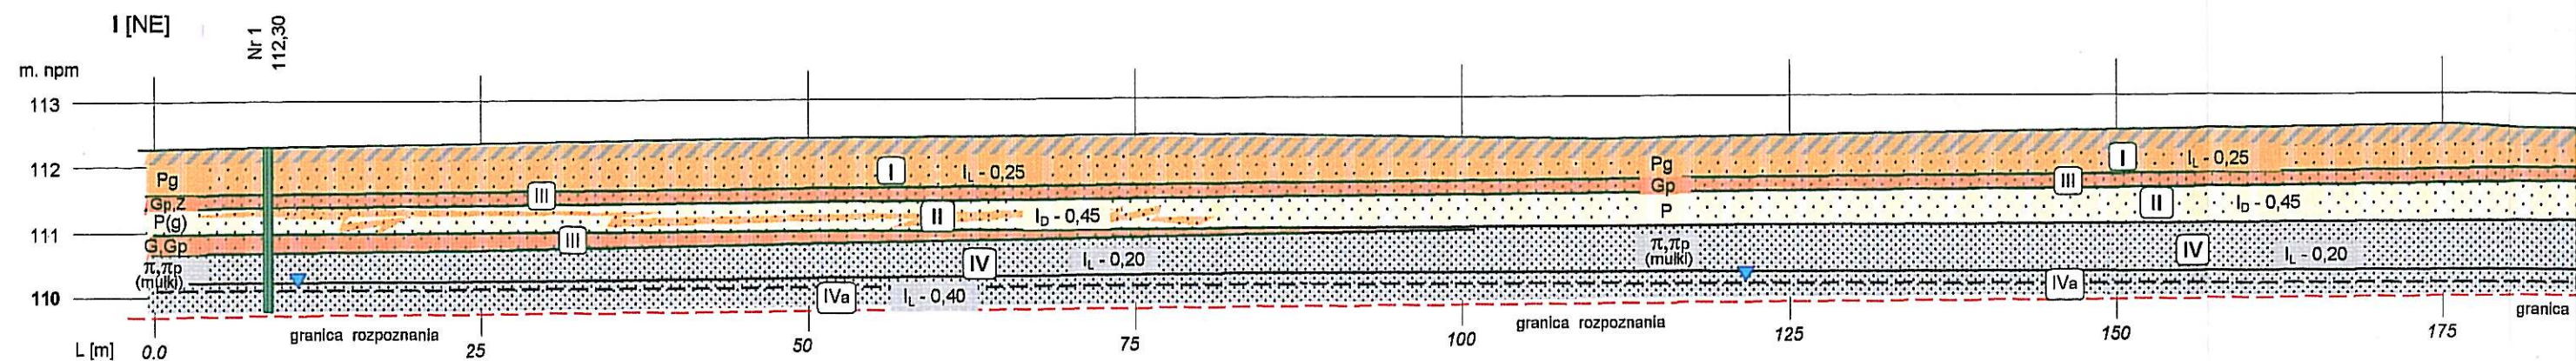 I [NE]
Nr 1
112,30
m. npm
113
112
111
110
Pg
Gp,Z
P(g)
G,Gp
π,πp
(mułki)
III
I
IL - 0,25
II
ID - 0,45
III
IV
IL - 0,20
IVa
IL - 0,40
Pg
Gp
P
π,πp
(mułki)
I
IL - 0,25
III
II
ID - 0,45
IV
IL - 0,20
IVa
granica rozpoznania
granica rozpoznania
granica
L [m]
0.0
25
50
75
100
125
150
175